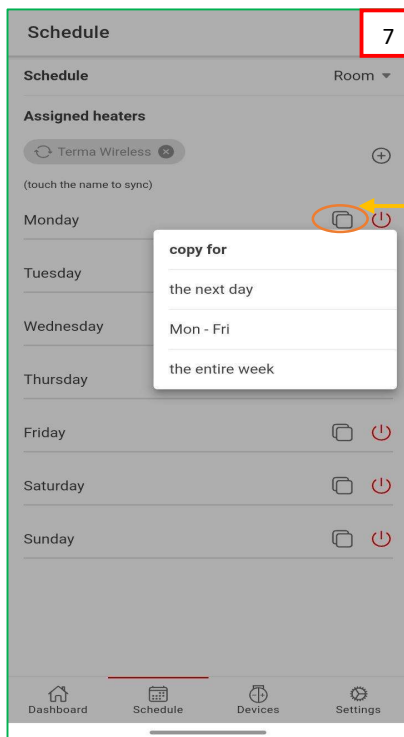 Schedule
7
Schedule Room
Assigned heaters
Terma Wireless
(touch the name to sync)
Monday
copy for
Tuesday
the next day
Wednesday
Mon - Fri
Thursday
the entire week
Friday
Saturday
Sunday
Dashboard Schedule Devices Settings